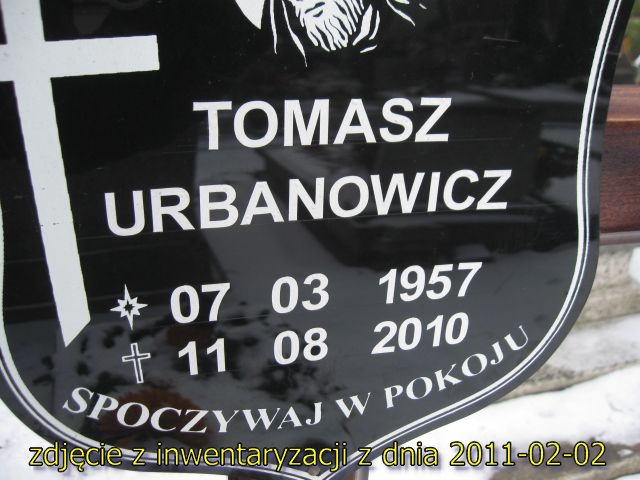 TOMASZ
URBANOWICZ
07 03 1957
11 08 2010
SPOCZYWAJ W POKOJU
zdjęcie z inwentaryzacji z dnia 2011-02-02